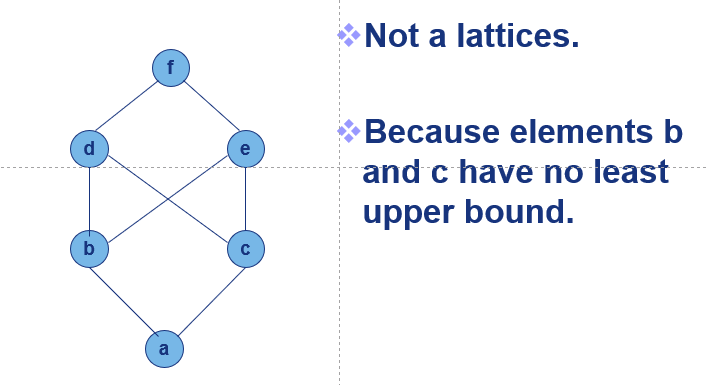 f
Not a lattices.
d
e
Because elements b
and c have no least
upper bound.
b
c
a